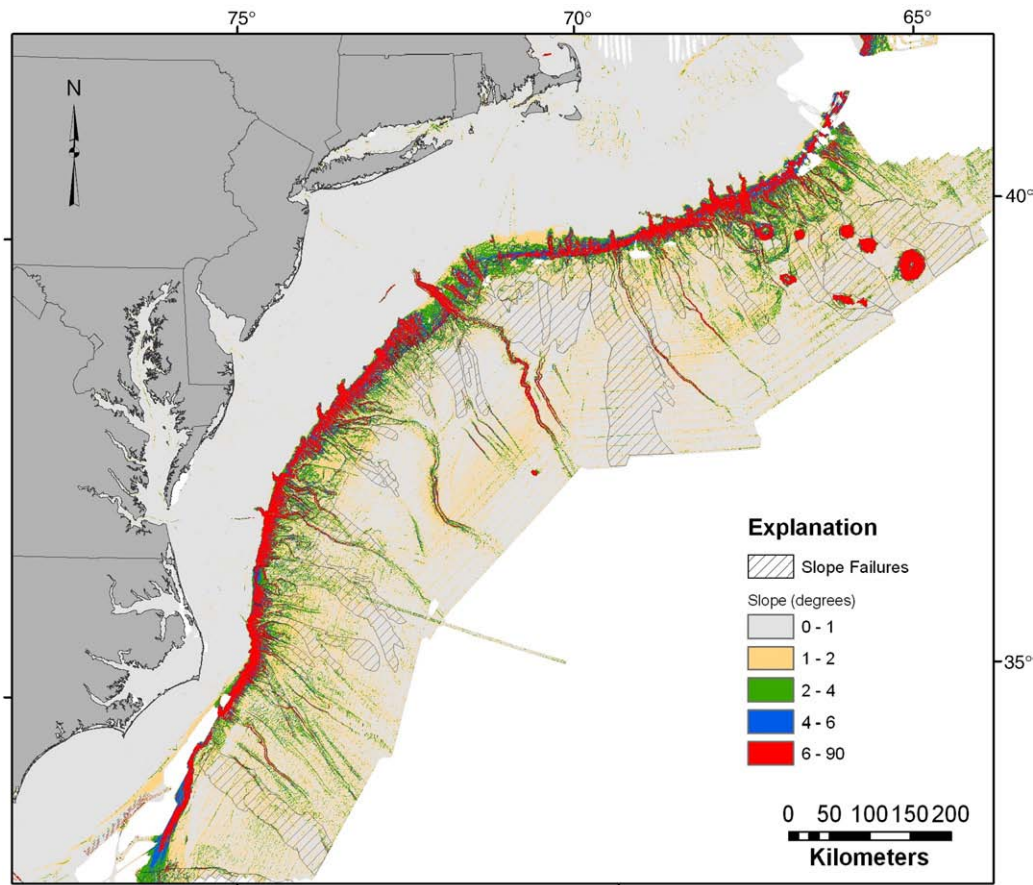 75° 70° 65°
N
40°
Explanation
Slope Failures
Slope (degrees)
0 - 1
1 - 2
2 - 4
35°
4 - 6
6 - 90
0 50 100 150 200
Kilometers